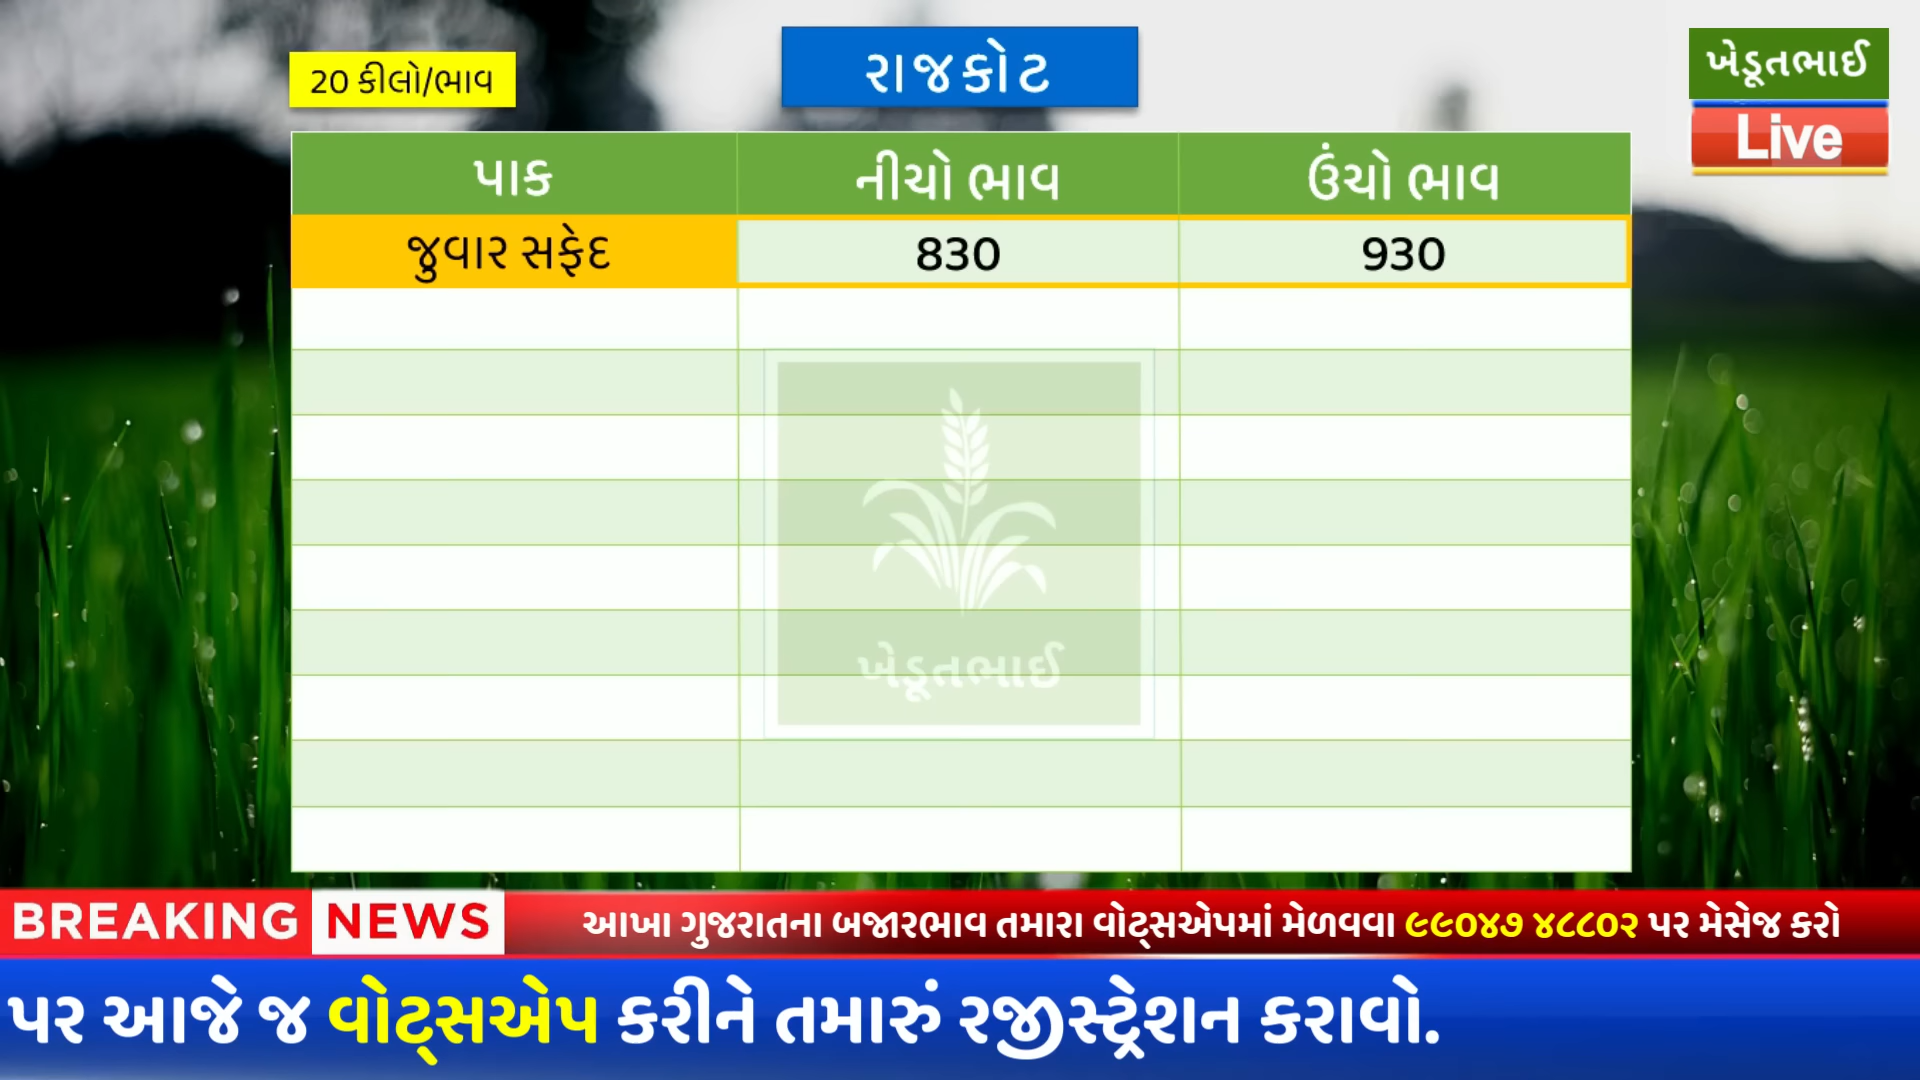 20 કીલો/ભાવ
રાજકોટ
ખેડૂતભાઈ
Live
પાક નીચો ભાવ ઉંચો ભાવ
જુવાર સફેદ 830 930
ખેડૂતભાઈ
BREAKING NEWS આખા ગુજરાતના બજારભાવ તમારા વોટ્સએપમાં મેળવવા ૯૯૦૪૭ ૪૮૮૦૨ પર મેસેજ કરો
પર આજે જ વોટ્સએપ કરીને તમારું રજીસ્ટ્રેશન કરાવો.